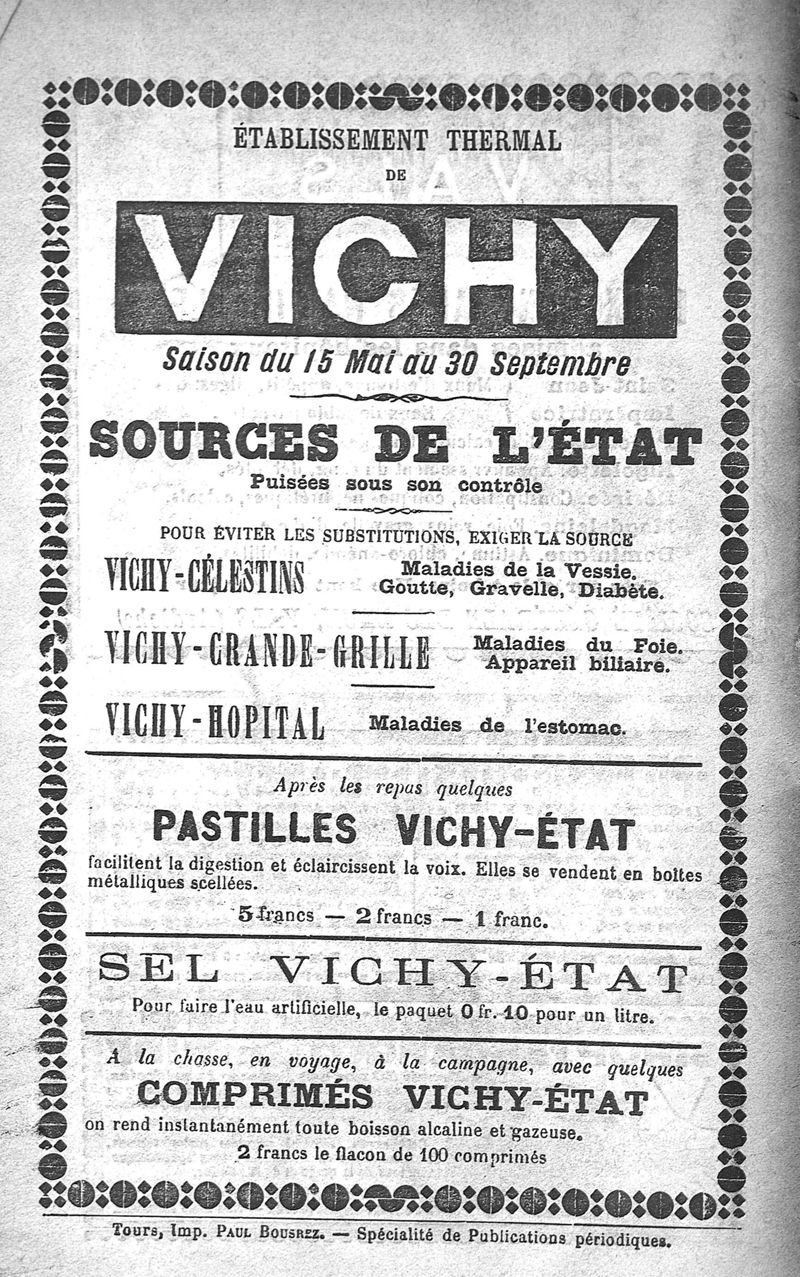 ÉTABLISSEMENT THERMAL
DE
VICHY
Saison du 15 Mai au 30 Septembre
SOURCES DE L'ÉTAT
Puisées sous son contrôle
POUR ÉVITER LES SUBSTITUTIONS, EXIGER LA SOURCE
VICHY-CÉLESTINS Maladies de la Vessie.
Goutte, Gravelle, Diabète.
VICHY-GRANDE-GRILLE Maladies du Foie.
Appareil biliaire.
VICHY-HOPITAL Maladies de l'estomac.
Après les repas quelques
PASTILLES VICHY-ÉTAT
facilitent la digestion et éclaircissent la voix. Elles se vendent en boîtes
métalliques scellées.
5 francs — 2 francs — 1 franc.
SEL VICHY-ÉTAT
Pour faire l'eau artificielle, le paquet 0 fr. 10 pour un litre.
A la chasse, en voyage, à la campagne, avec quelques
COMPRIMÉS VICHY-ÉTAT
on rend instantanément toute boisson alcaline et gazeuse.
2 francs le flacon de 100 comprimés
Tours, Imp. PAUL BOUSREZ. — Spécialité de Publications périodiques.